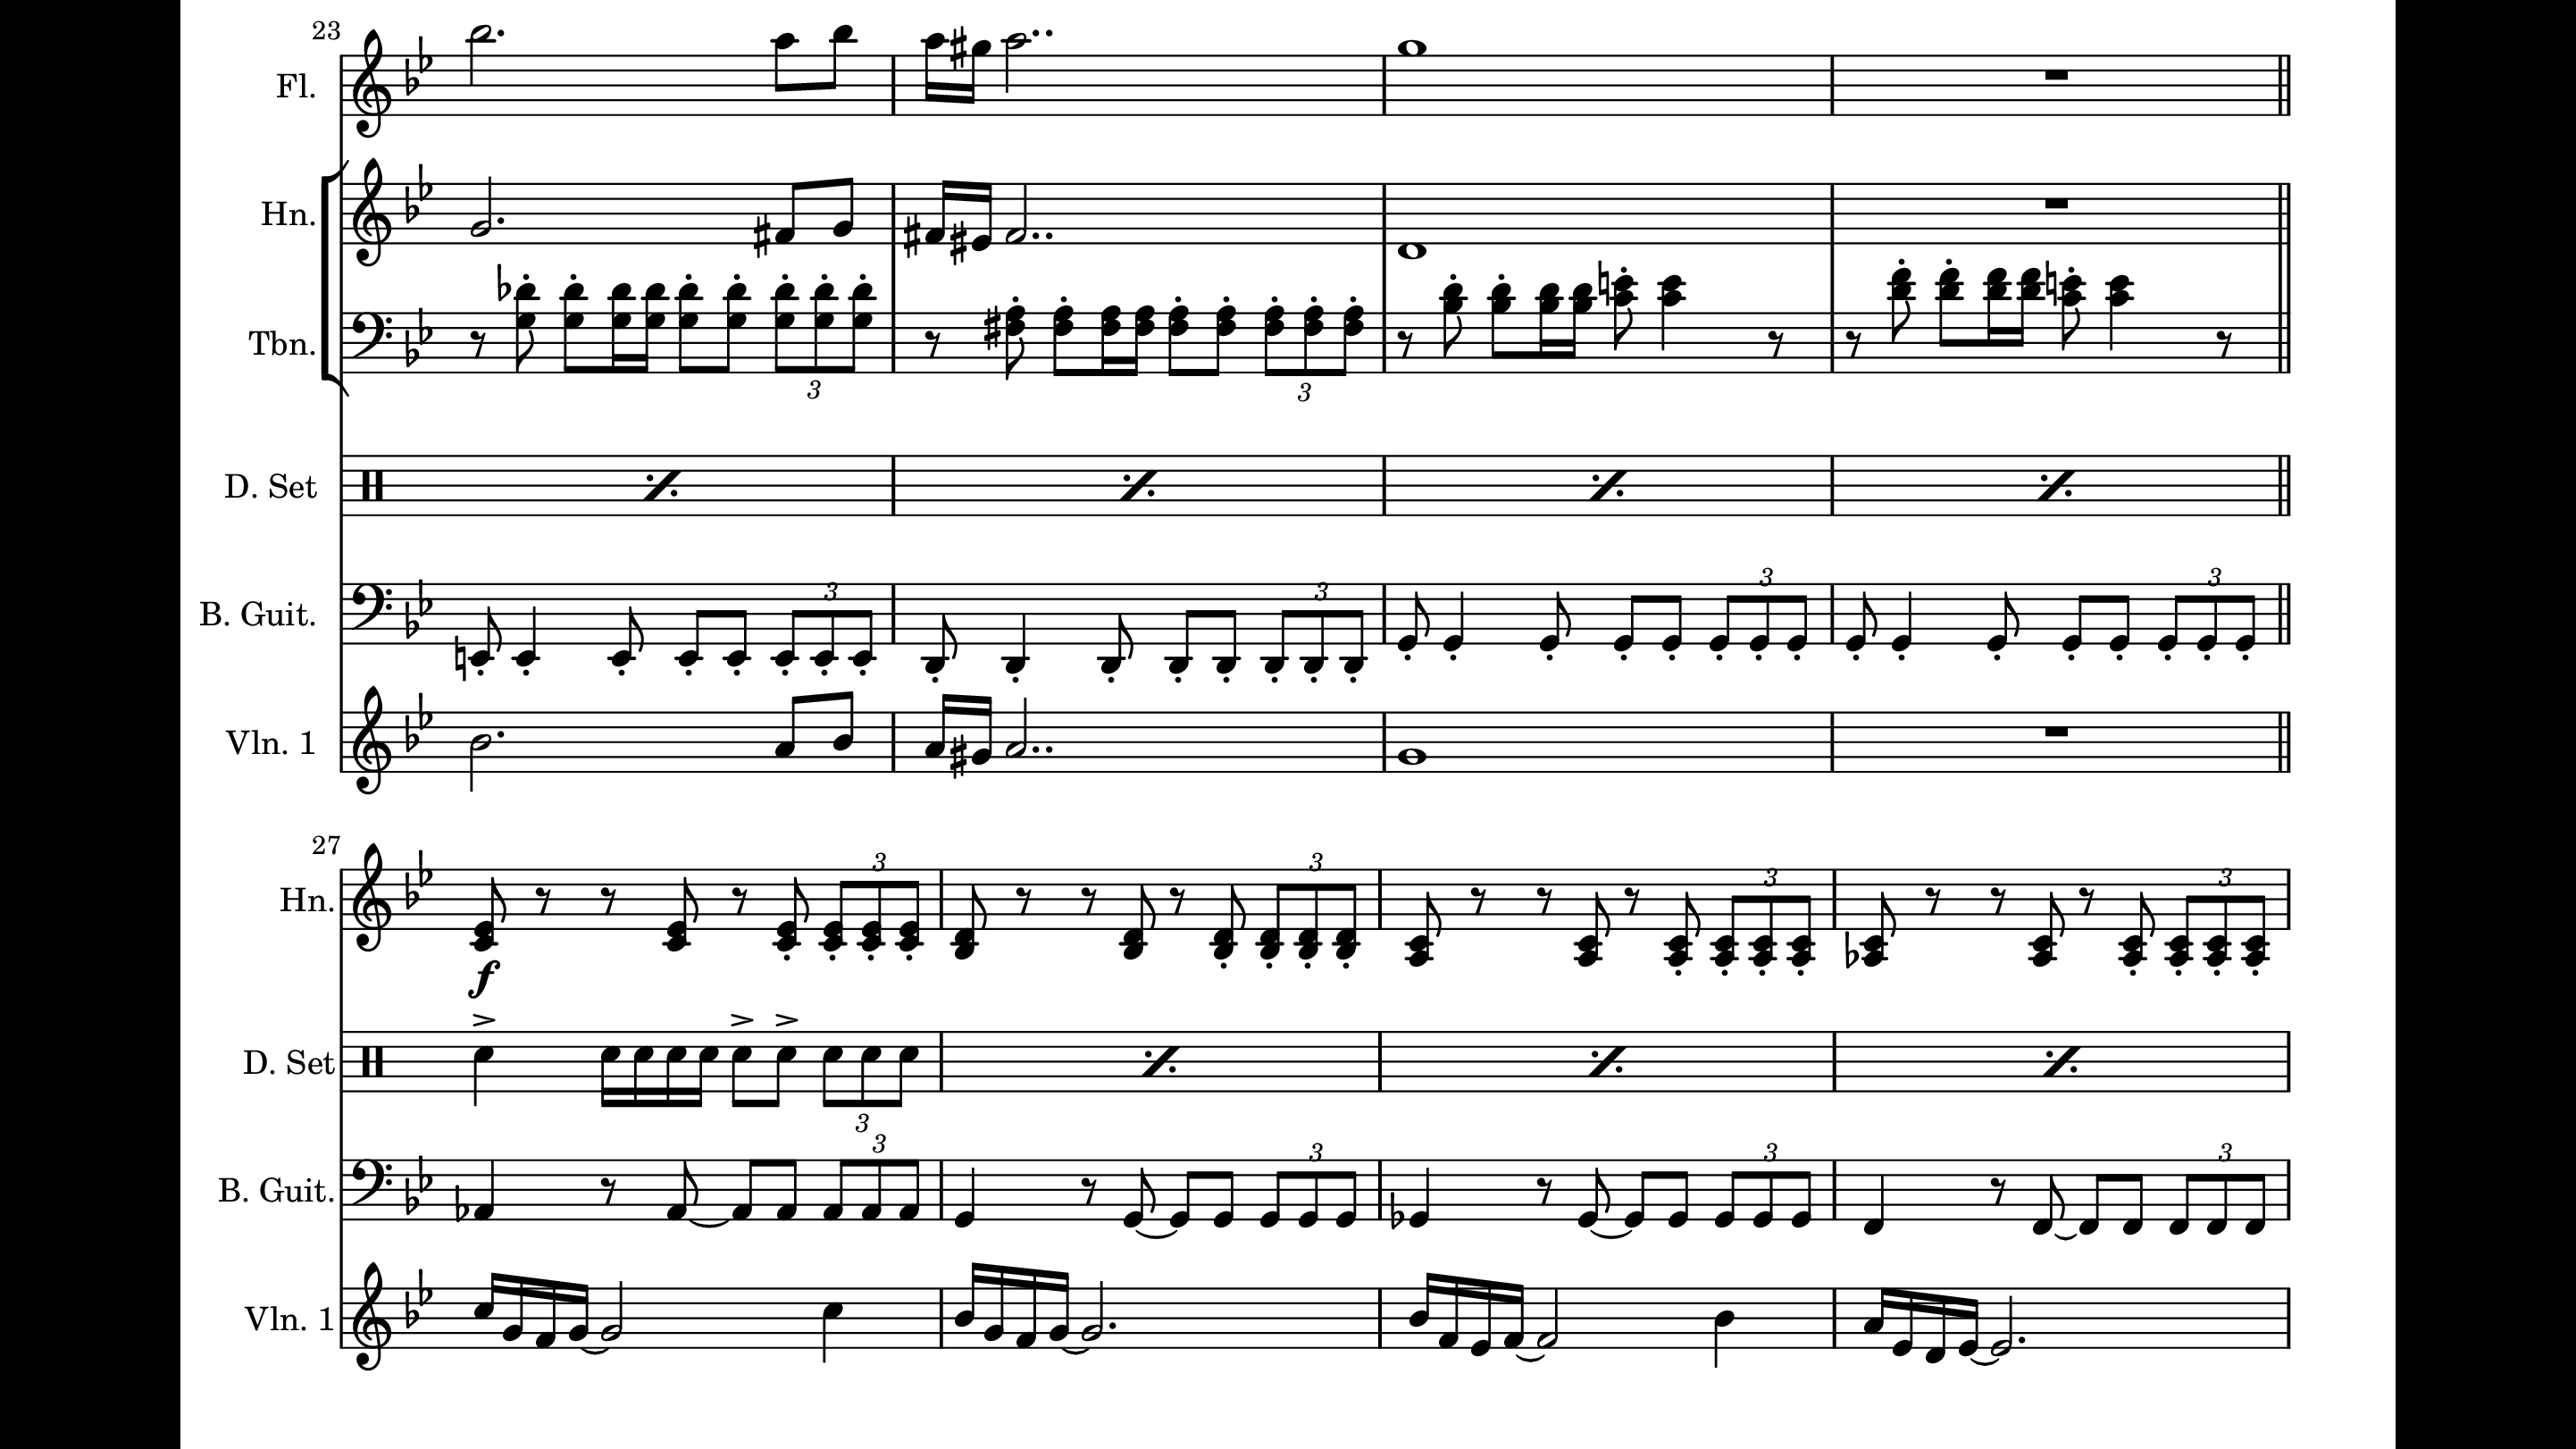 23
Fl.
Hn.
Tbn.
3 3
D. Set
3 3 3 3
B. Guit.
Vln. 1
27
3 3 3 3
Hn.
f
D. Set
3
3 3 3 3
B. Guit.
Vln. 1